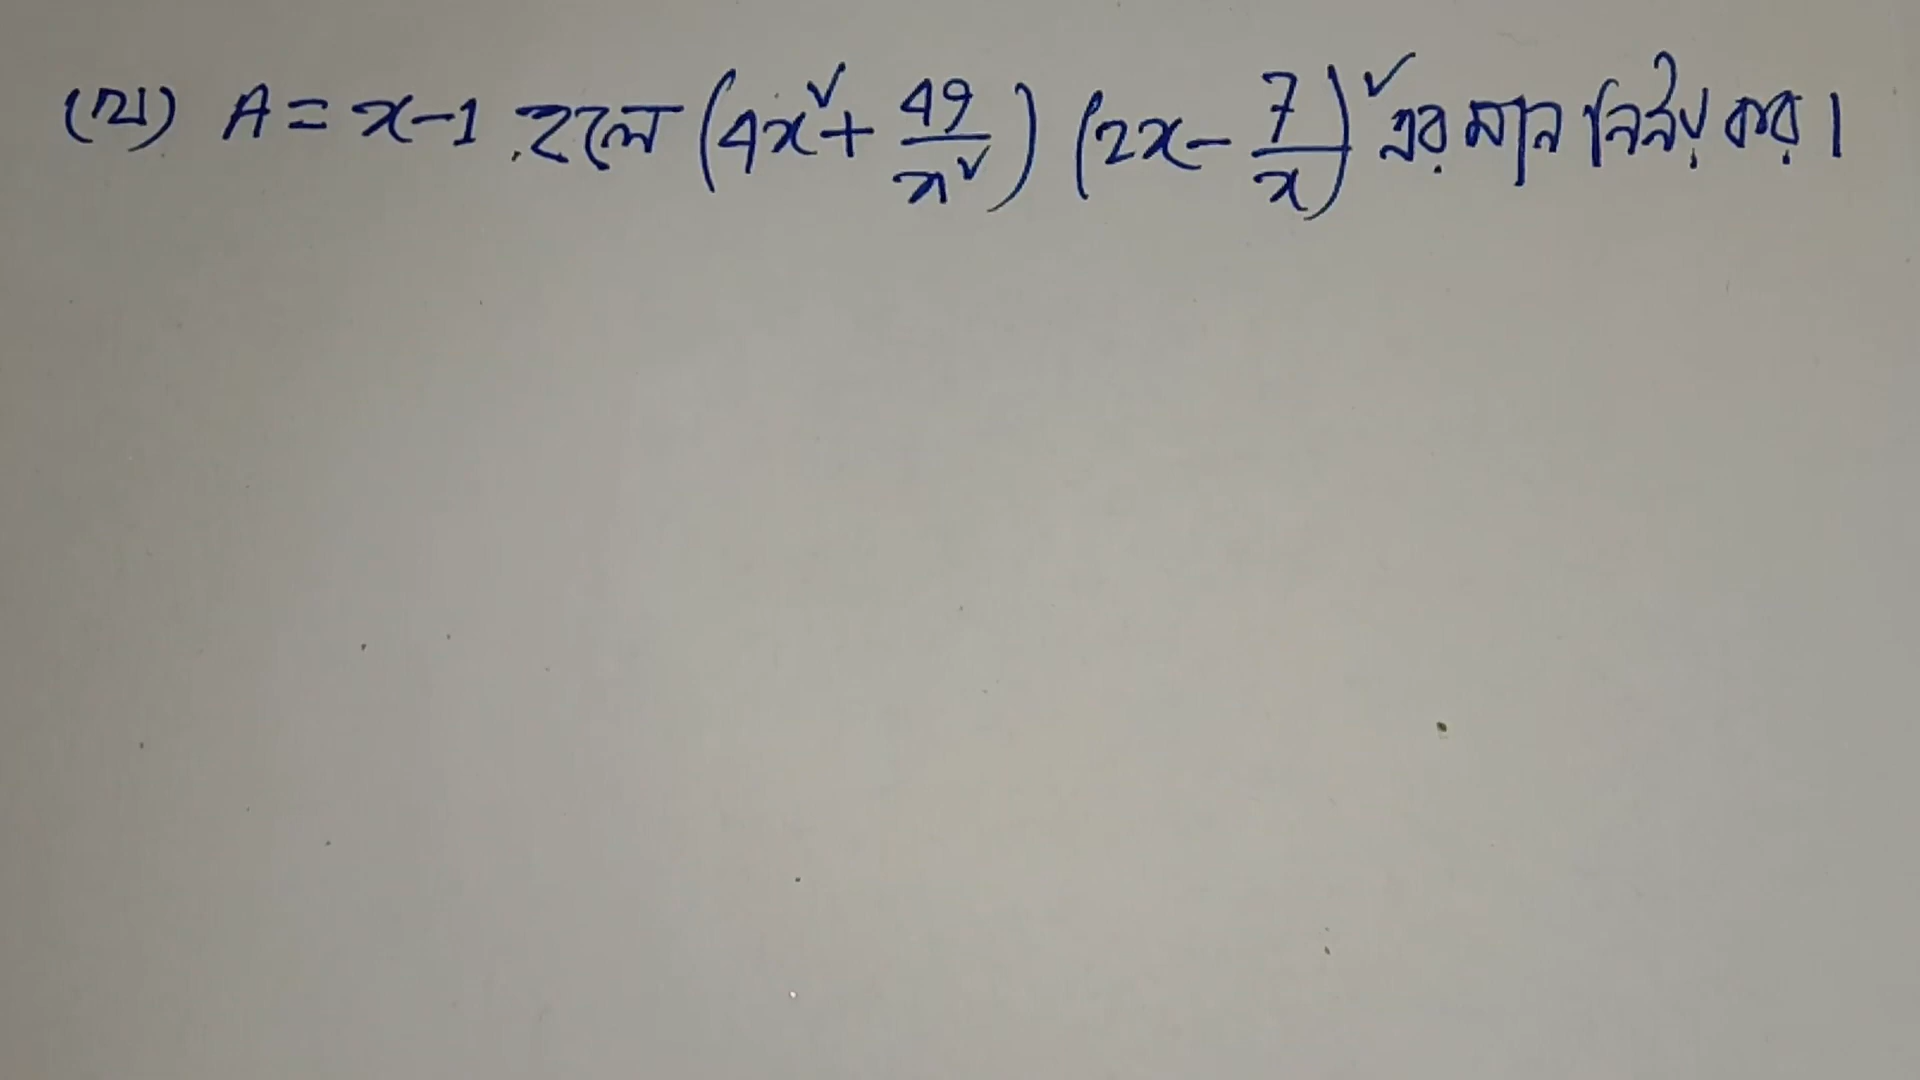 (খ) A = x-1 হলে (4x² + 49/x²) (2x - 7/x)² এর মান নির্ণয় কর।